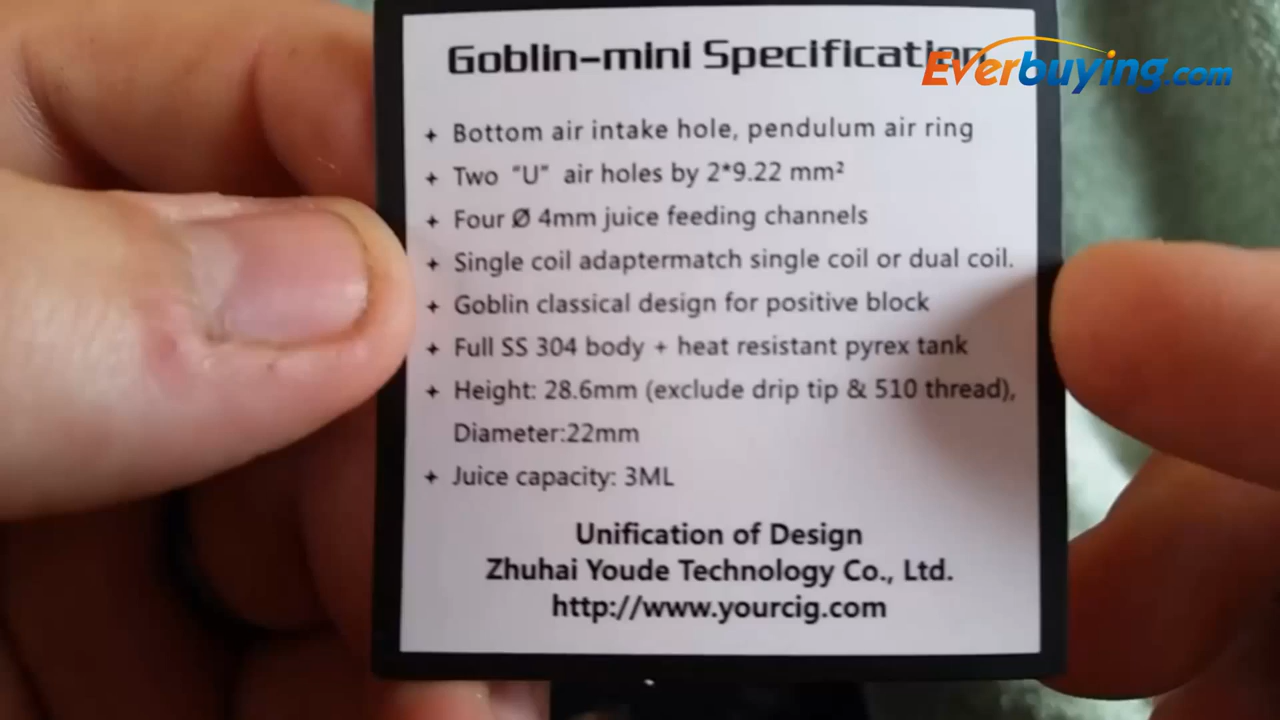 Goblin-mini Specification
Everbuying.com
+ Bottom air intake hole, pendulum air ring
+ Two "U" air holes by 2*9.22 mm²
+ Four Ø 4mm juice feeding channels
+ Single coil adaptermatch single coil or dual coil.
+ Goblin classical design for positive block
+ Full SS 304 body + heat resistant pyrex tank
+ Height: 28.6mm (exclude drip tip & 510 thread),
Diameter:22mm
+ Juice capacity: 3ML
Unification of Design
Zhuhai Youde Technology Co., Ltd.
http://www.yourcig.com